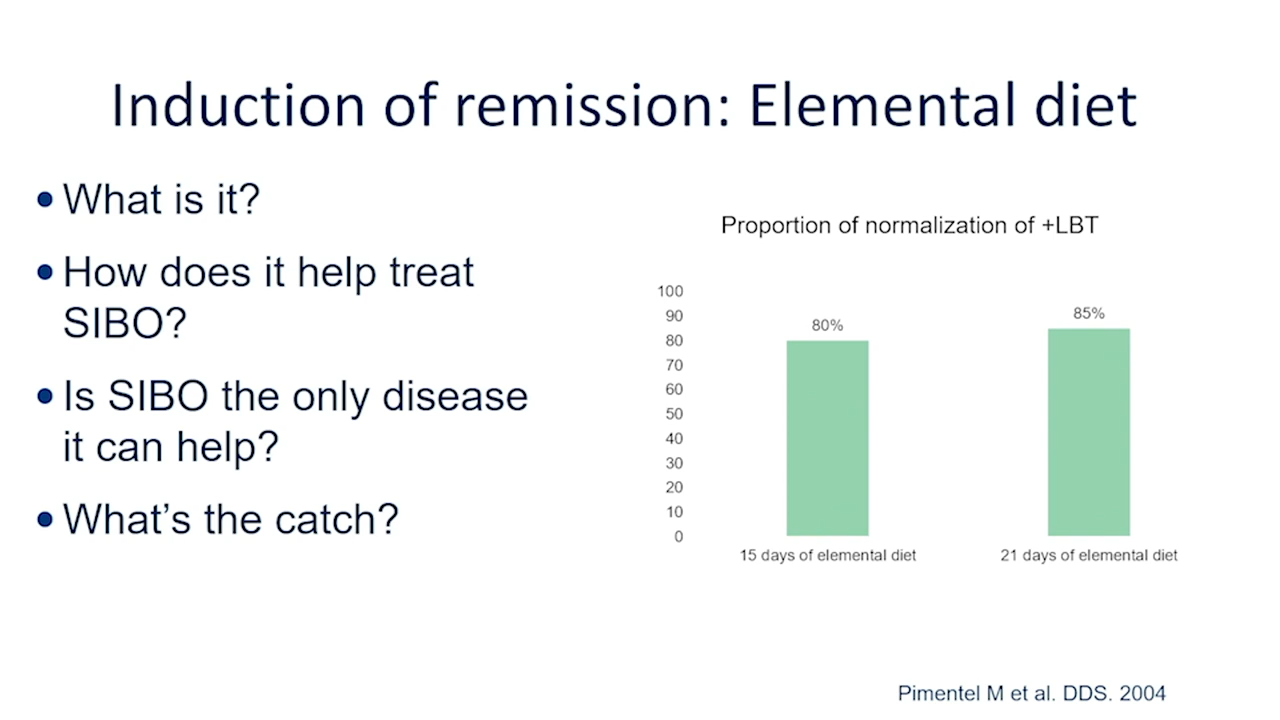 Induction of remission: Elemental diet
• What is it?
• How does it help treat
SIBO?
• Is SIBO the only disease
it can help?
• What’s the catch?
Proportion of normalization of +LBT
100
90
80
70
60
50
40
30
20
10
0
80%
85%
15 days of elemental diet
21 days of elemental diet
Pimentel M et al. DDS. 2004